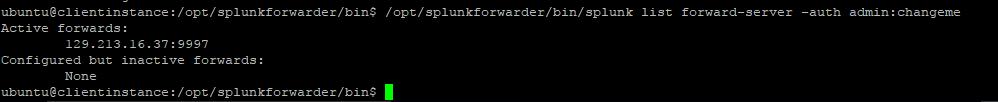 ubuntu@clientinstance:/opt/splunkforwarder/bin$ /opt/splunkforwarder/bin/splunk list forward-server -auth admin:changeme
Active forwards:
129.213.16.37:9997
Configured but inactive forwards:
None
ubuntu@clientinstance:/opt/splunkforwarder/bin$